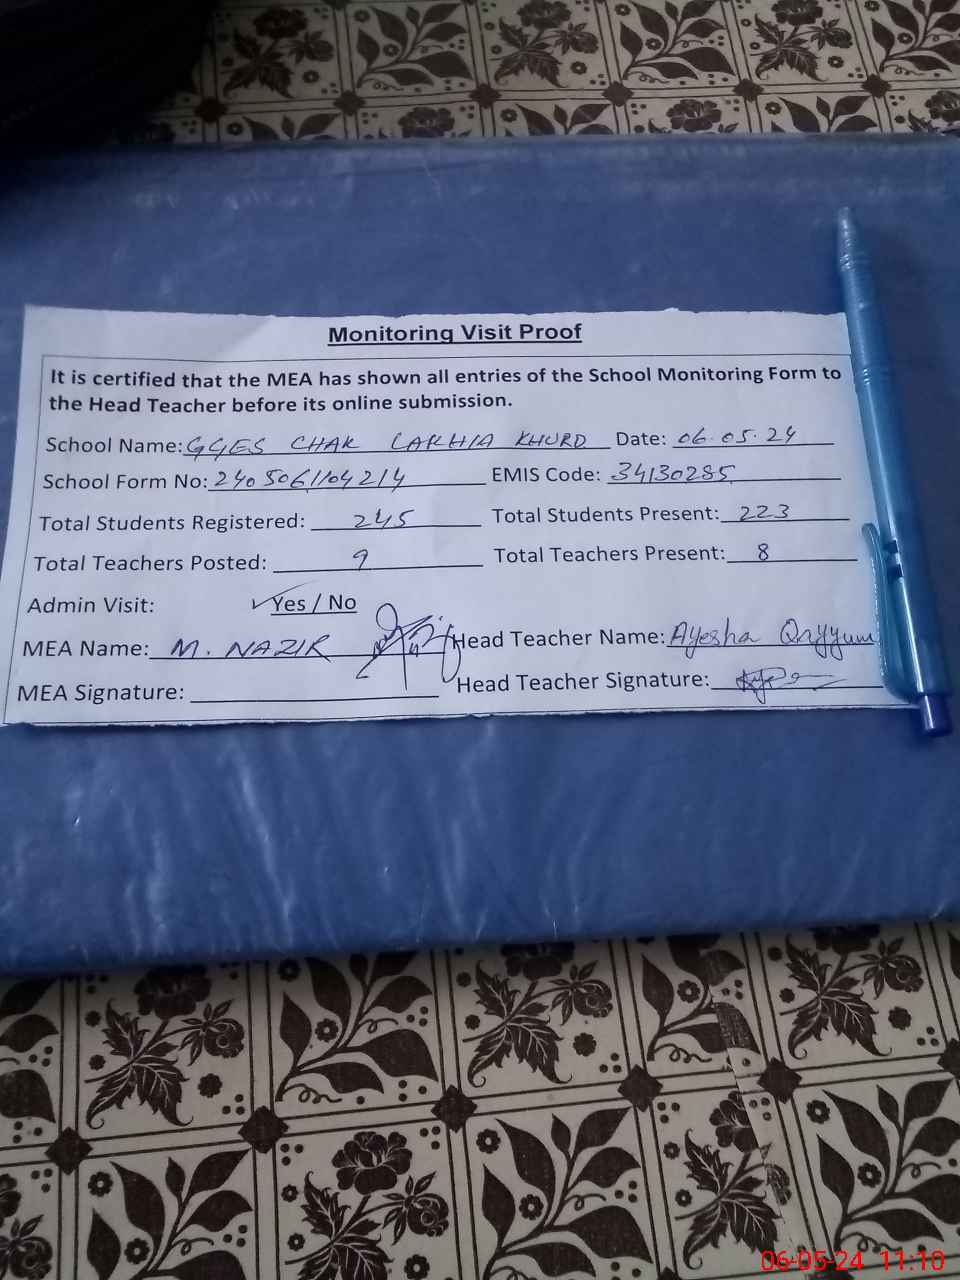 Monitoring Visit Proof
It is certified that the MEA has shown all entries of the School Monitoring Form to
the Head Teacher before its online submission.
School Name: GGES CHAK LAKHIA KHURD Date: 06.05.24
School Form No: 2405061104214 EMIS Code: 34130285
Total Students Registered: 245 Total Students Present: 223
Total Teachers Posted: 9 Total Teachers Present: 8
Admin Visit: ✓Yes / No
MEA Name: M. NAZIR Head Teacher Name: Ayesha Qayyum
MEA Signature: Head Teacher Signature:
06-05-24 11:10